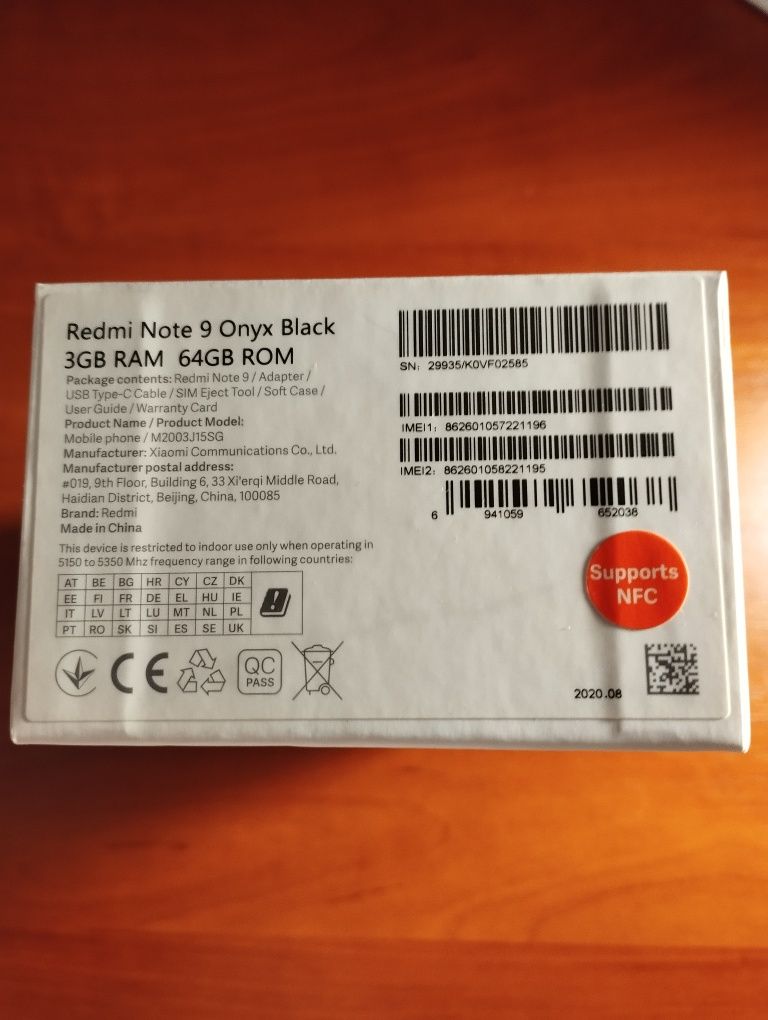 Redmi Note 9 Onyx Black
3GB RAM 64GB ROM
Package contents: Redmi Note 9 / Adapter /
USB Type-C Cable / SIM Eject Tool / Soft Case /
User Guide / Warranty Card
Product Name / Product Model:
Mobile phone / M2003J15SG
Manufacturer: Xiaomi Communications Co., Ltd.
Manufacturer postal address:
#019, 9th Floor, Building 6, 33 Xi'erqi Middle Road,
Haidian District, Beijing, China, 100085
Brand: Redmi
Made in China
This device is restricted to indoor use only when operating in
5150 to 5350 Mhz frequency range in following countries:
AT BE BG HR CY CZ DK
EE FI FR DE EL HU IE
IT LV LT LU MT NL PL
PT RO SK SI ES SE UK
CE
QC
PASS
SN: 29935/K0VF02585
IMEI1: 862601057221196
IMEI2: 862601058221195
6 941059 652038
Supports
NFC
2020.08